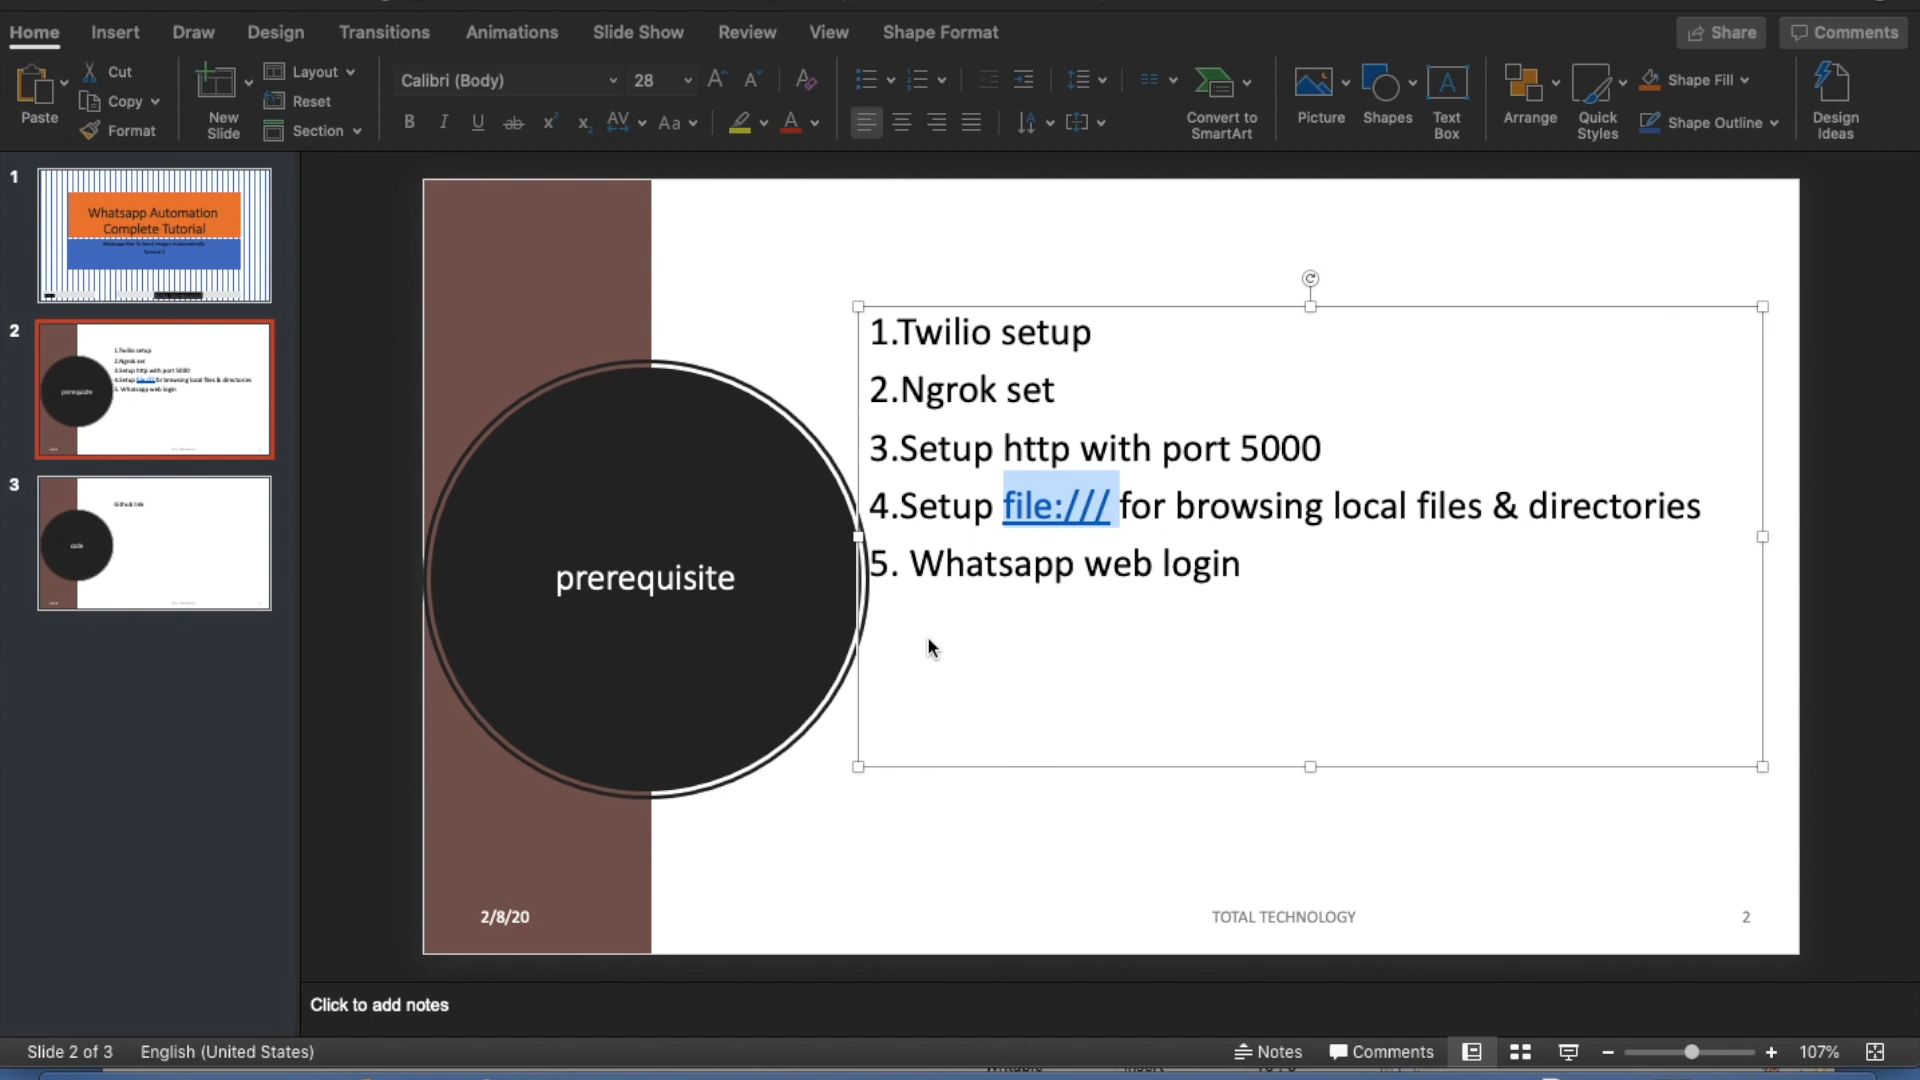 Home Insert Draw Design Transitions Animations Slide Show Review View Shape Format Share Comments
Paste
Cut
Copy
Format
New Slide
Layout
Reset
Section
Calibri (Body) 28
Convert to SmartArt
Picture
Shapes
Text Box
Arrange
Quick Styles
Shape Fill
Shape Outline
Design Ideas
1
Whatsapp Automation
Complete Tutorial
2
prerequisite
1.Twilio setup
2.Ngrok set
3.Setup http with port 5000
4.Setup file:/// for browsing local files & directories
5. Whatsapp web login
3
code
Github link
1.Twilio setup
2.Ngrok set
3.Setup http with port 5000
4.Setup file:/// for browsing local files & directories
5. Whatsapp web login
prerequisite
2/8/20
TOTAL TECHNOLOGY
2
Click to add notes
Slide 2 of 3 English (United States) Notes Comments 107%